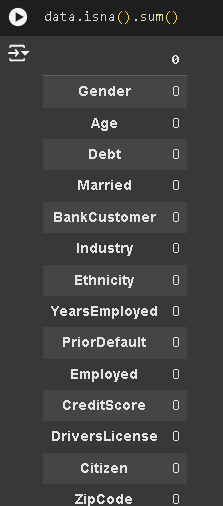 data.isna().sum()
0
Gender 0
Age 0
Debt 0
Married 0
BankCustomer 0
Industry 0
Ethnicity 0
YearsEmployed 0
PriorDefault 0
Employed 0
CreditScore 0
DriversLicense 0
Citizen 0
ZipCode 0